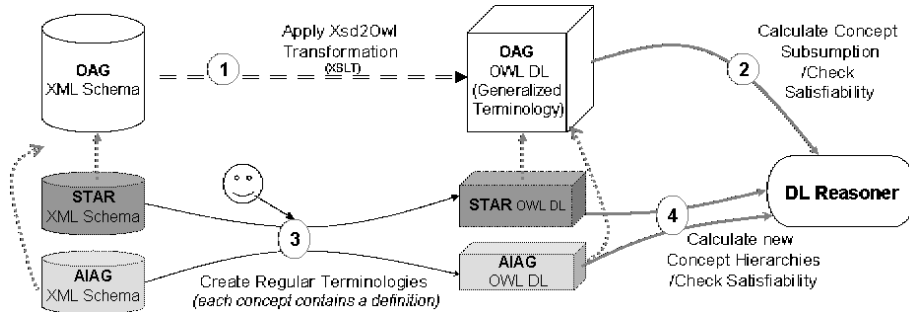 OAG
XML Schema
1
Apply Xsd2Owl
Transformation
(XSLT)
OAG
OWL DL
(Generalized
Terminology)
2
Calculate Concept
Subsumption
/Check
Satisfiability
STAR
XML Schema
3
STAR OWL DL
4
DL Reasoner
AIAG
XML Schema
Create Regular Terminologies
(each concept contains a definition)
AIAG
OWL DL
Calculate new
Concept Hierarchies
/Check Satisfiability